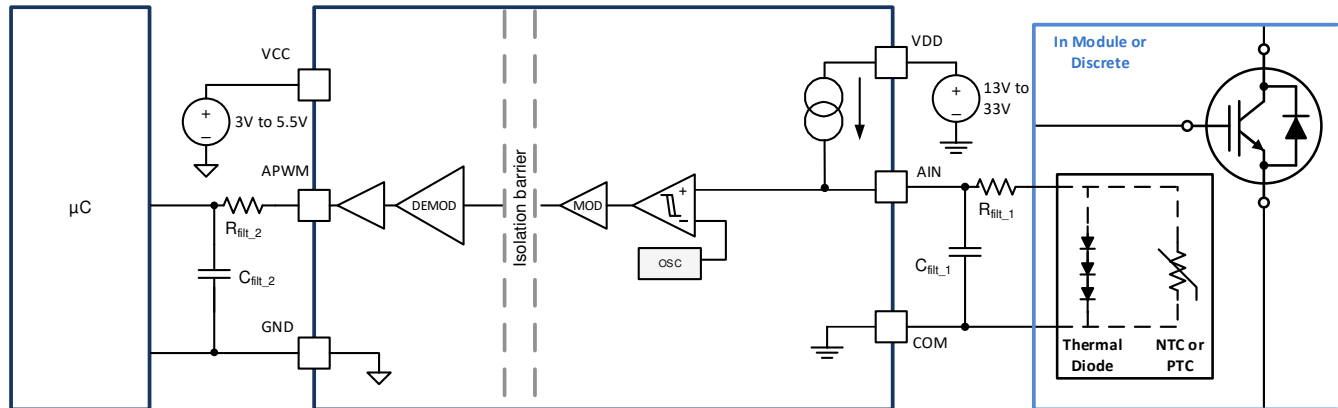 µC
VCC
+
3V to 5.5V
−
APWM
R_filt_2
C_filt_2
GND
DEMOD
Isolation barrier
MOD
+
−
OSC
VDD
+
−
13V to
33V
AIN
R_filt_1
C_filt_1
COM
In Module or
Discrete
Thermal
Diode
NTC or
PTC